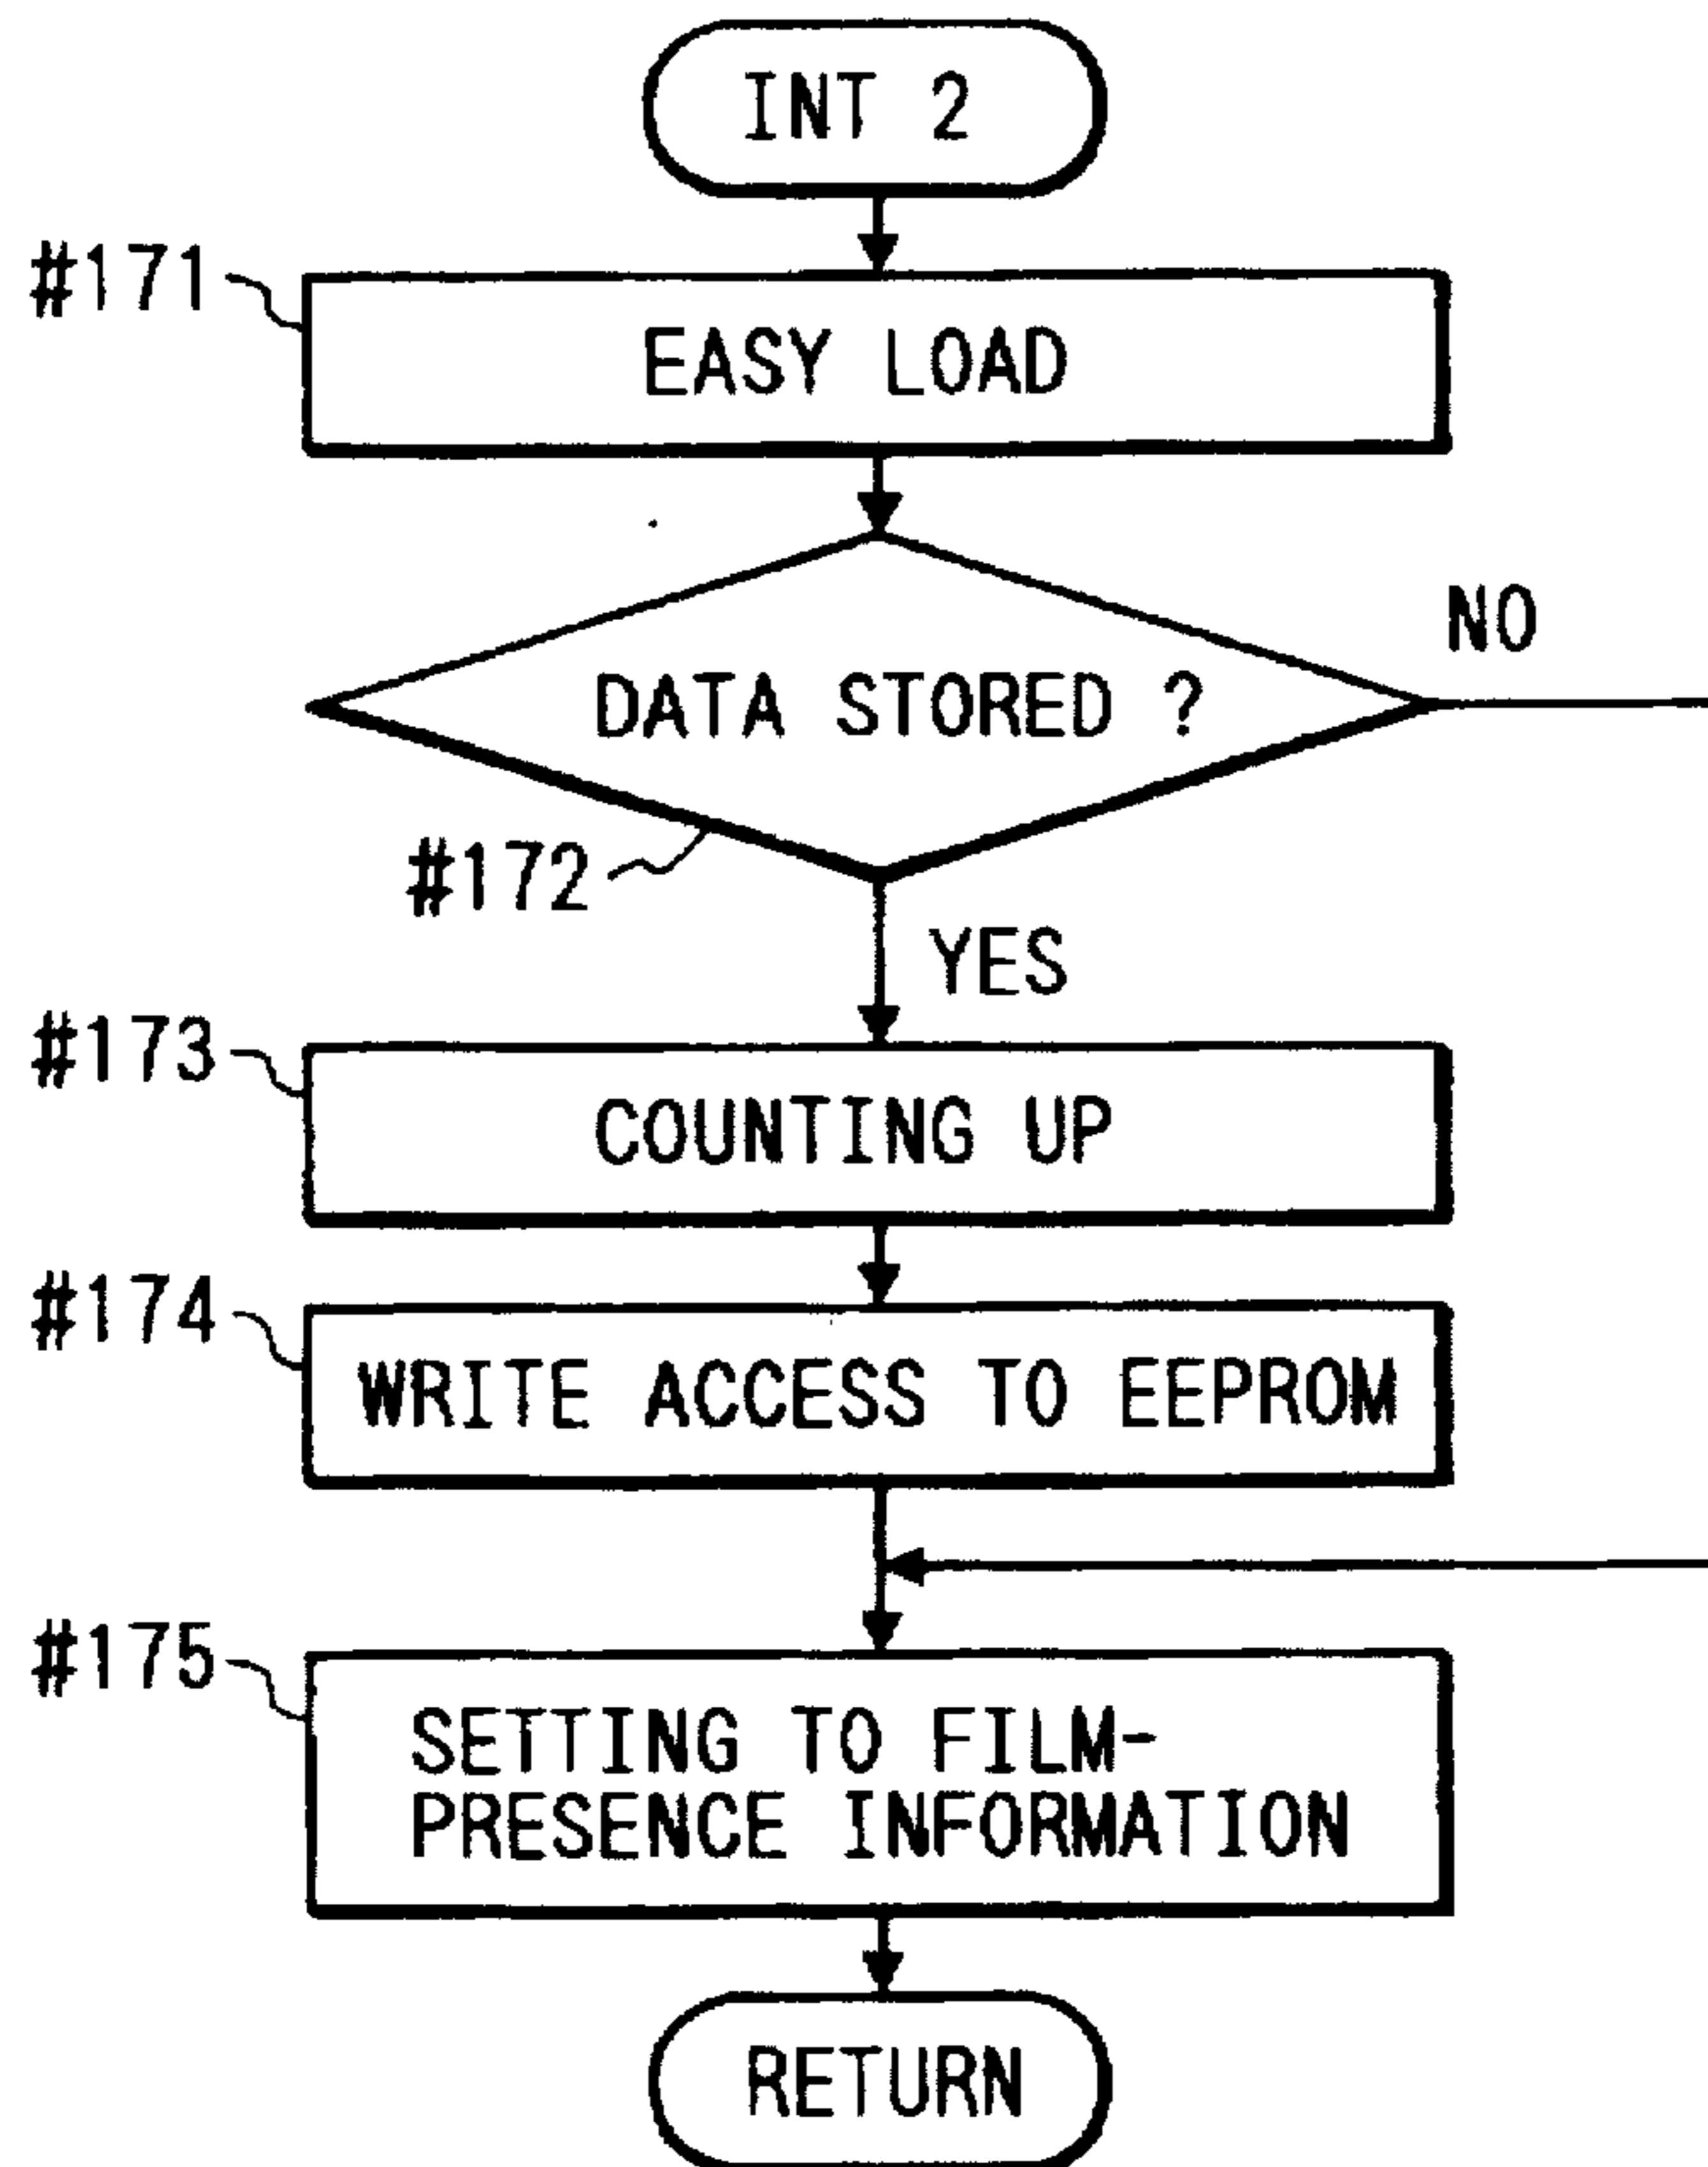 INT 2
#171
EASY LOAD
NO
DATA STORED ?
#172
YES
#173
COUNTING UP
#174
WRITE ACCESS TO EEPROM
#175
SETTING TO FILM-
PRESENCE INFORMATION
RETURN